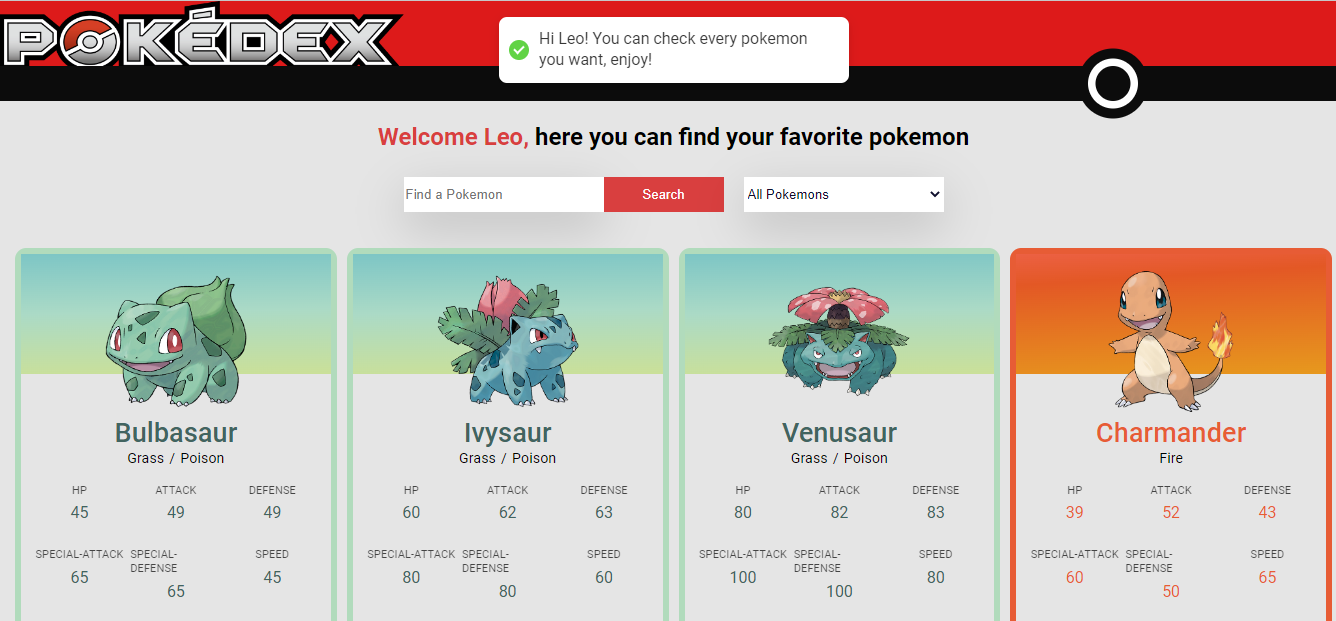 POKÉDEX
Hi Leo! You can check every pokemon
you want, enjoy!
Welcome Leo, here you can find your favorite pokemon
Find a Pokemon
Search
All Pokemons
Bulbasaur
Grass / Poison
HP ATTACK DEFENSE
45 49 49
SPECIAL-ATTACK SPECIAL-DEFENSE SPEED
65 65 45
Ivysaur
Grass / Poison
HP ATTACK DEFENSE
60 62 63
SPECIAL-ATTACK SPECIAL-DEFENSE SPEED
80 80 60
Venusaur
Grass / Poison
HP ATTACK DEFENSE
80 82 83
SPECIAL-ATTACK SPECIAL-DEFENSE SPEED
100 100 80
Charmander
Fire
HP ATTACK DEFENSE
39 52 43
SPECIAL-ATTACK SPECIAL-DEFENSE SPEED
60 50 65